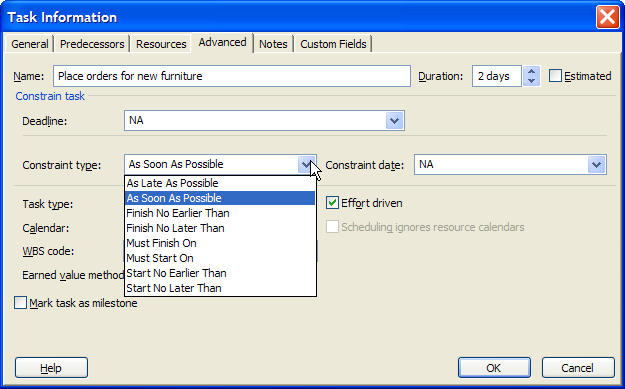 Task Information
General Predecessors Resources Advanced Notes Custom Fields
Name: Place orders for new furniture Duration: 2 days Estimated
Constrain task
Deadline: NA
Constraint type: As Soon As Possible Constraint date: NA
As Late As Possible
Task type: As Soon As Possible Effort driven
Finish No Earlier Than
Calendar: Finish No Later Than Scheduling ignores resource calendars
Must Finish On
WBS code: Must Start On
Earned value method Start No Earlier Than
Start No Later Than
Mark task as milestone
Help OK Cancel